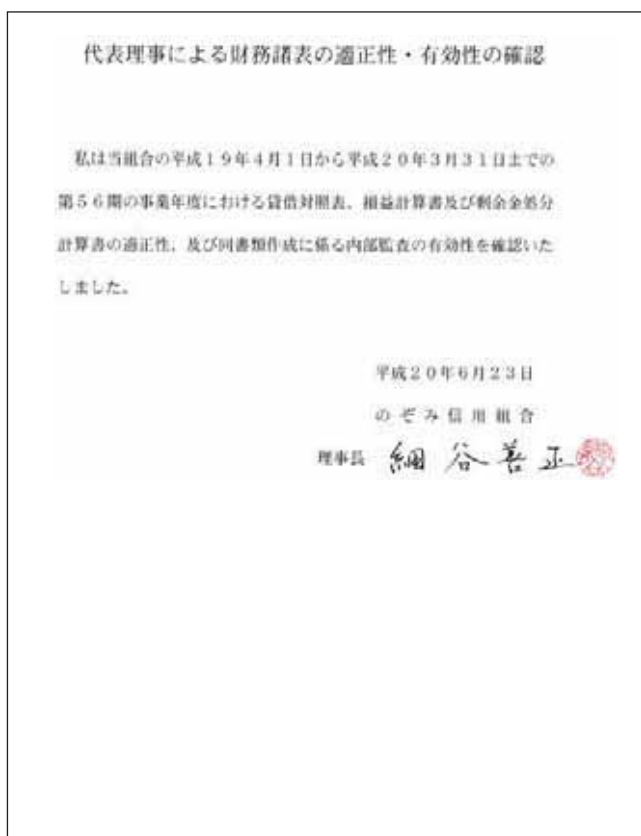 代表理事による財務諸表の適正性・有効性の確認
私は当組合の平成19年4月1日から平成20年3月31日までの
第56期の事業年度における貸借対照表、損益計算書及び剰余金処分
計算書の適正性、及び同書類作成に係る内部監査の有効性を確認いた
しました。
平成20年6月23日
のぞみ信用組合
理事長 細谷善正